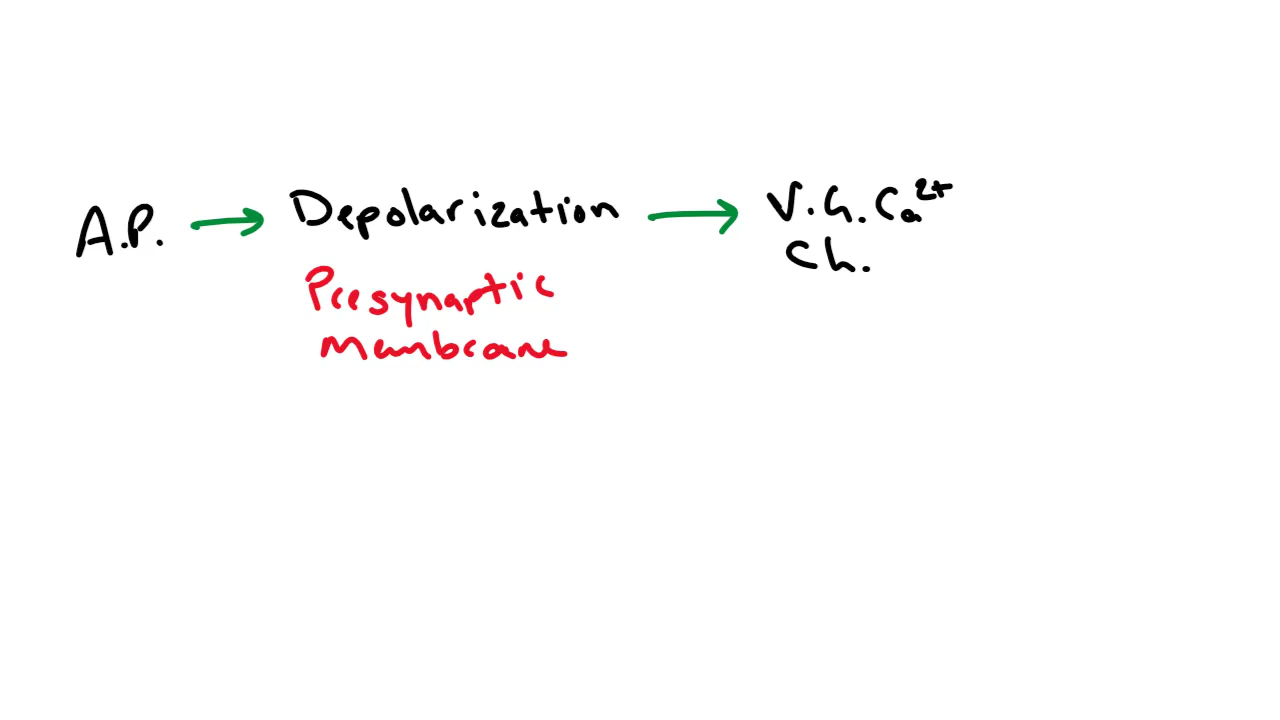 A.P. → Depolarization → V.G. Ca²⁺
Ch.
Presynaptic
Membrane